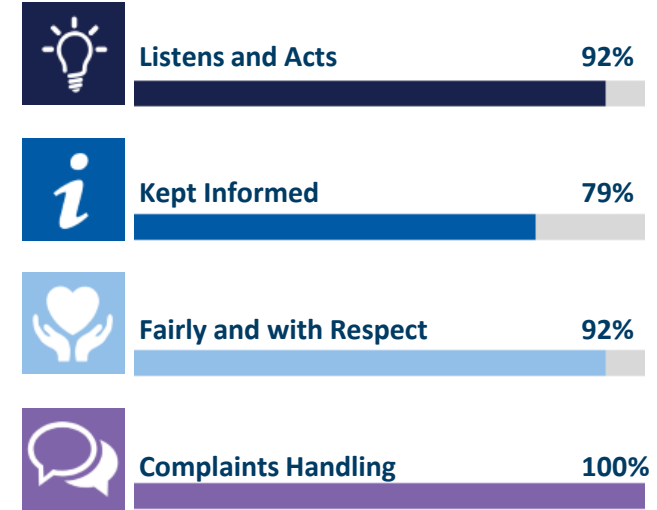 Listens and Acts 92%
Kept Informed 79%
Fairly and with Respect 92%
Complaints Handling 100%